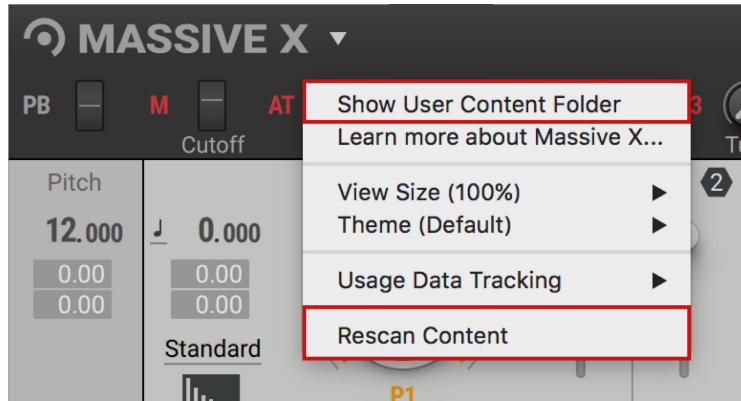 MASSIVE X
PB
M
AT
3
Cutoff
Show User Content Folder
Learn more about Massive X...
View Size (100%)
Theme (Default)
Usage Data Tracking
Rescan Content
Pitch
2
12.000
0.000
0.00
0.00
0.00
0.00
Standard
P1